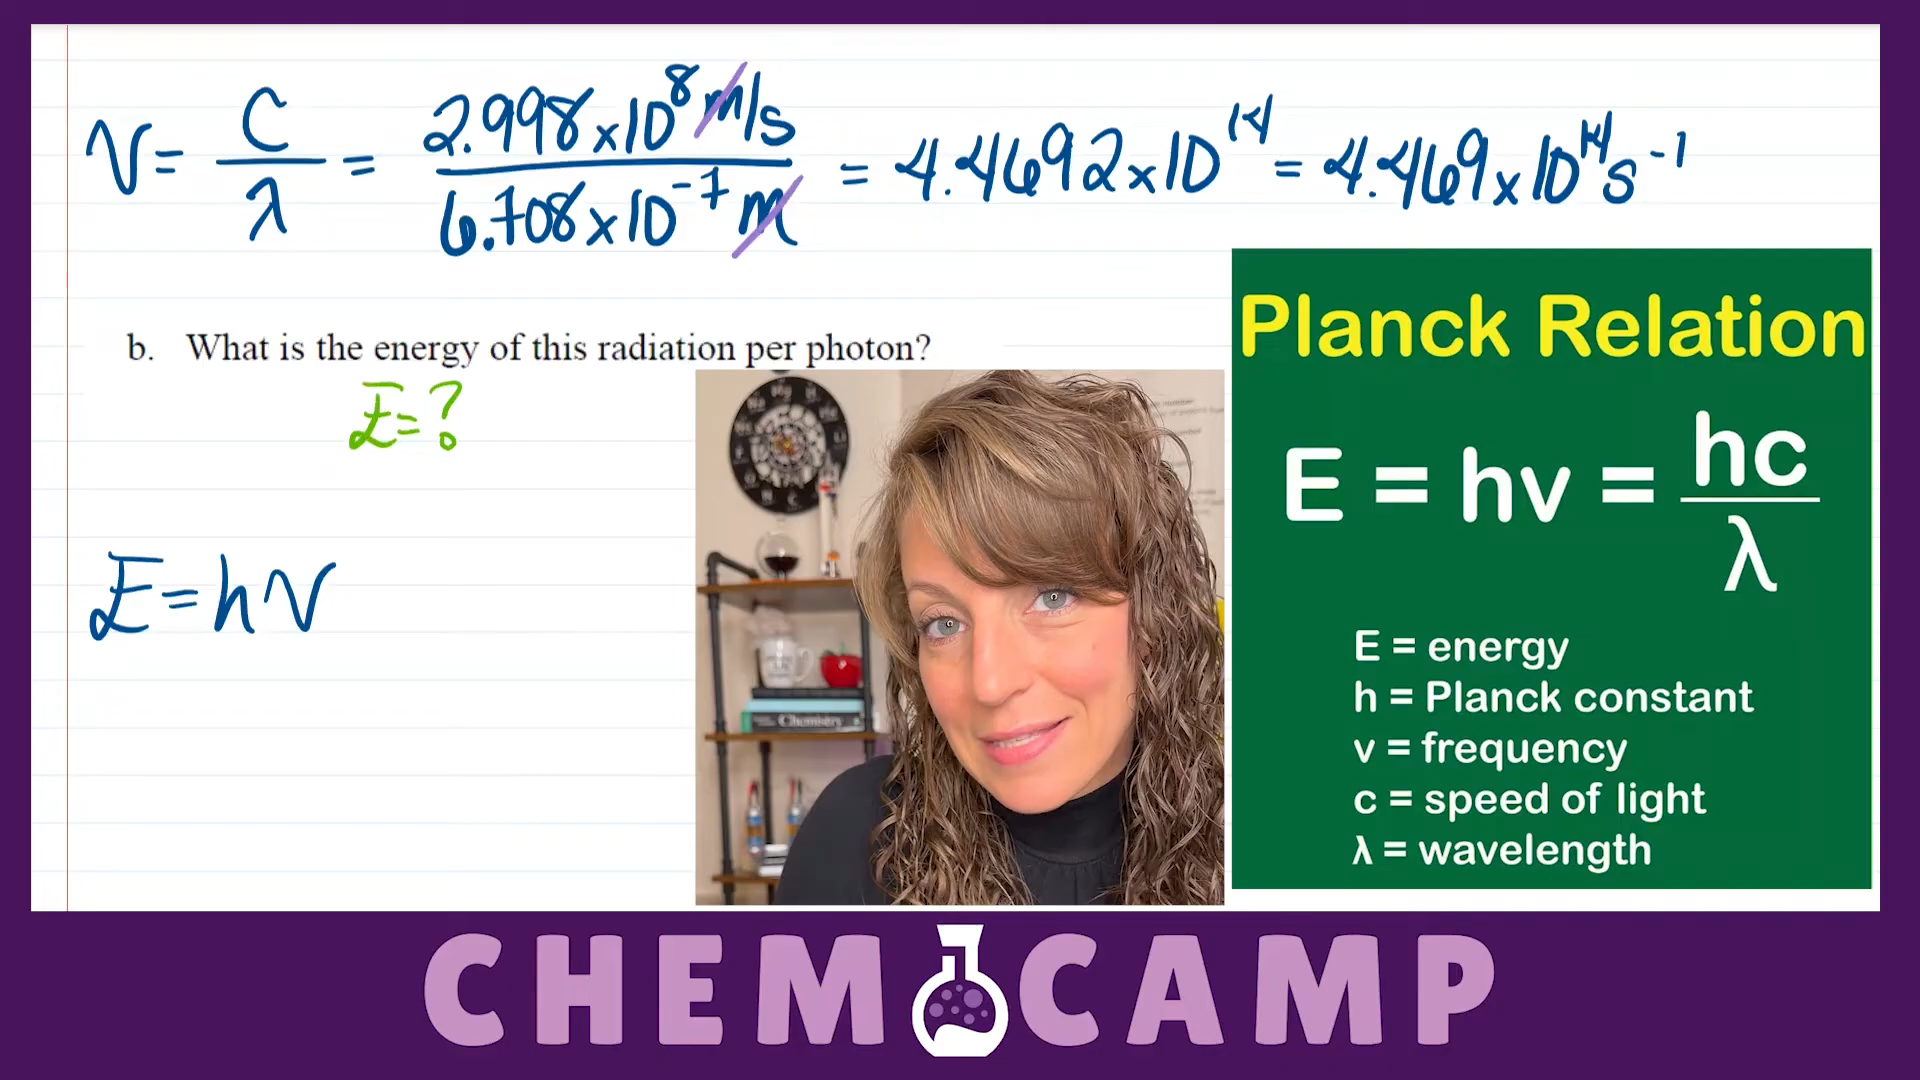 ν = c/λ = 2.998×10⁸ m/s / 6.708×10⁻⁷ m = 4.4692×10¹⁴ = 4.469×10¹⁴ s⁻¹
b. What is the energy of this radiation per photon?
E=?
E=hν
Chemistry
Planck Relation
E = hv = hc/λ
E = energy
h = Planck constant
v = frequency
c = speed of light
λ = wavelength
CHEM CAMP